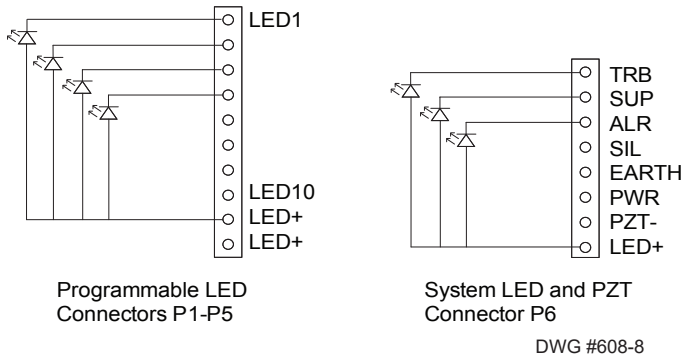 LED1
LED10
LED+
LED+
Programmable LED
Connectors P1-P5
TRB
SUP
ALR
SIL
EARTH
PWR
PZT-
LED+
System LED and PZT
Connector P6
DWG #608-8